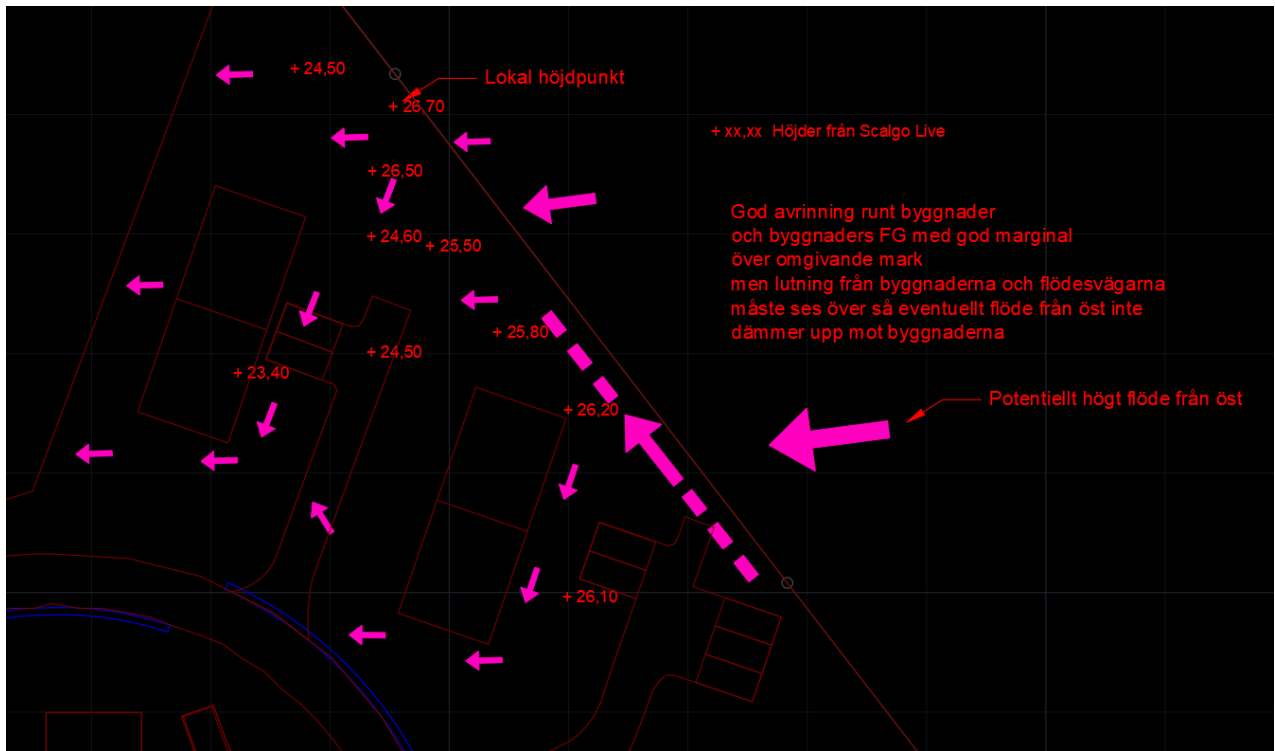 + 24,50
Lokal höjdpunkt
+ 26,70
+ xx,xx Höjder från Scalgo Live
+ 26,50
God avrinning runt byggnader
och byggnaders FG med god marginal
över omgivande mark
men lutning från byggnaderna och flödesvägarna
måste ses över så eventuellt flöde från öst inte
dämmer upp mot byggnaderna
+ 24,60
+ 25,50
+ 25,80
+ 24,50
+ 23,40
+ 26,20
Potentiellt högt flöde från öst
+ 26,10